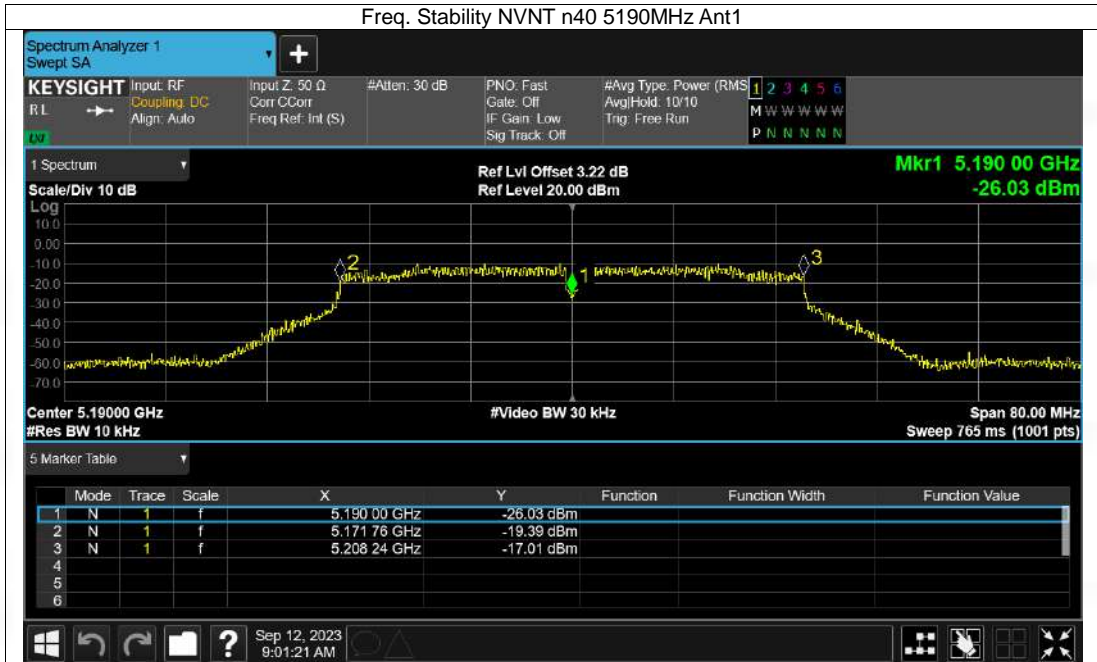 Freq. Stability NVNT n40 5190MHz Ant1
Spectrum Analyzer 1
Swept SA
+
KEYSIGHT Input: RF Input Z: 50 Ω #Atten: 30 dB PNO: Fast #Avg Type: Power (RMS 1 2 3 4 5 6
RL Coupling: DC Corr CCorr Gate: Off Avg|Hold: 10/10 M W W W W W
Align: Auto Freq Ref: Int (S) IF Gain: Low Trig: Free Run
LXI Sig Track: Off P N N N N N
1 Spectrum Ref Lvl Offset 3.22 dB Mkr1 5.190 00 GHz
Scale/Div 10 dB Ref Level 20.00 dBm -26.03 dBm
Log
10.0
0.00
-10.0 2 3
-20.0 1
-30.0
-40.0
-50.0
-60.0
-70.0
Center 5.19000 GHz #Video BW 30 kHz Span 80.00 MHz
#Res BW 10 kHz Sweep 765 ms (1001 pts)
5 Marker Table
Mode Trace Scale X Y Function Function Width Function Value
1 N 1 f 5.190 00 GHz -26.03 dBm
2 N 1 f 5.171 76 GHz -19.39 dBm
3 N 1 f 5.208 24 GHz -17.01 dBm
4
5
6
? Sep 12, 2023
9:01:21 AM